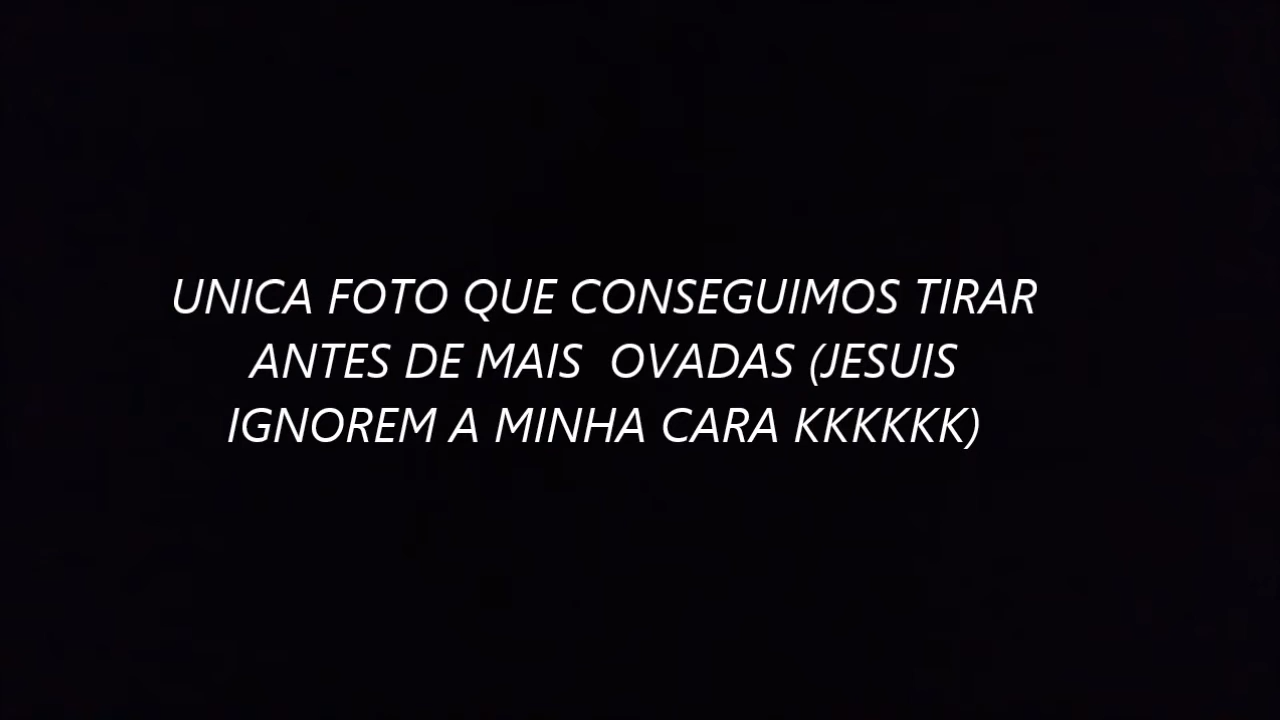 UNICA FOTO QUE CONSEGUIMOS TIRAR
ANTES DE MAIS OVADAS (JESUIS
IGNOREM A MINHA CARA KKKKKK)